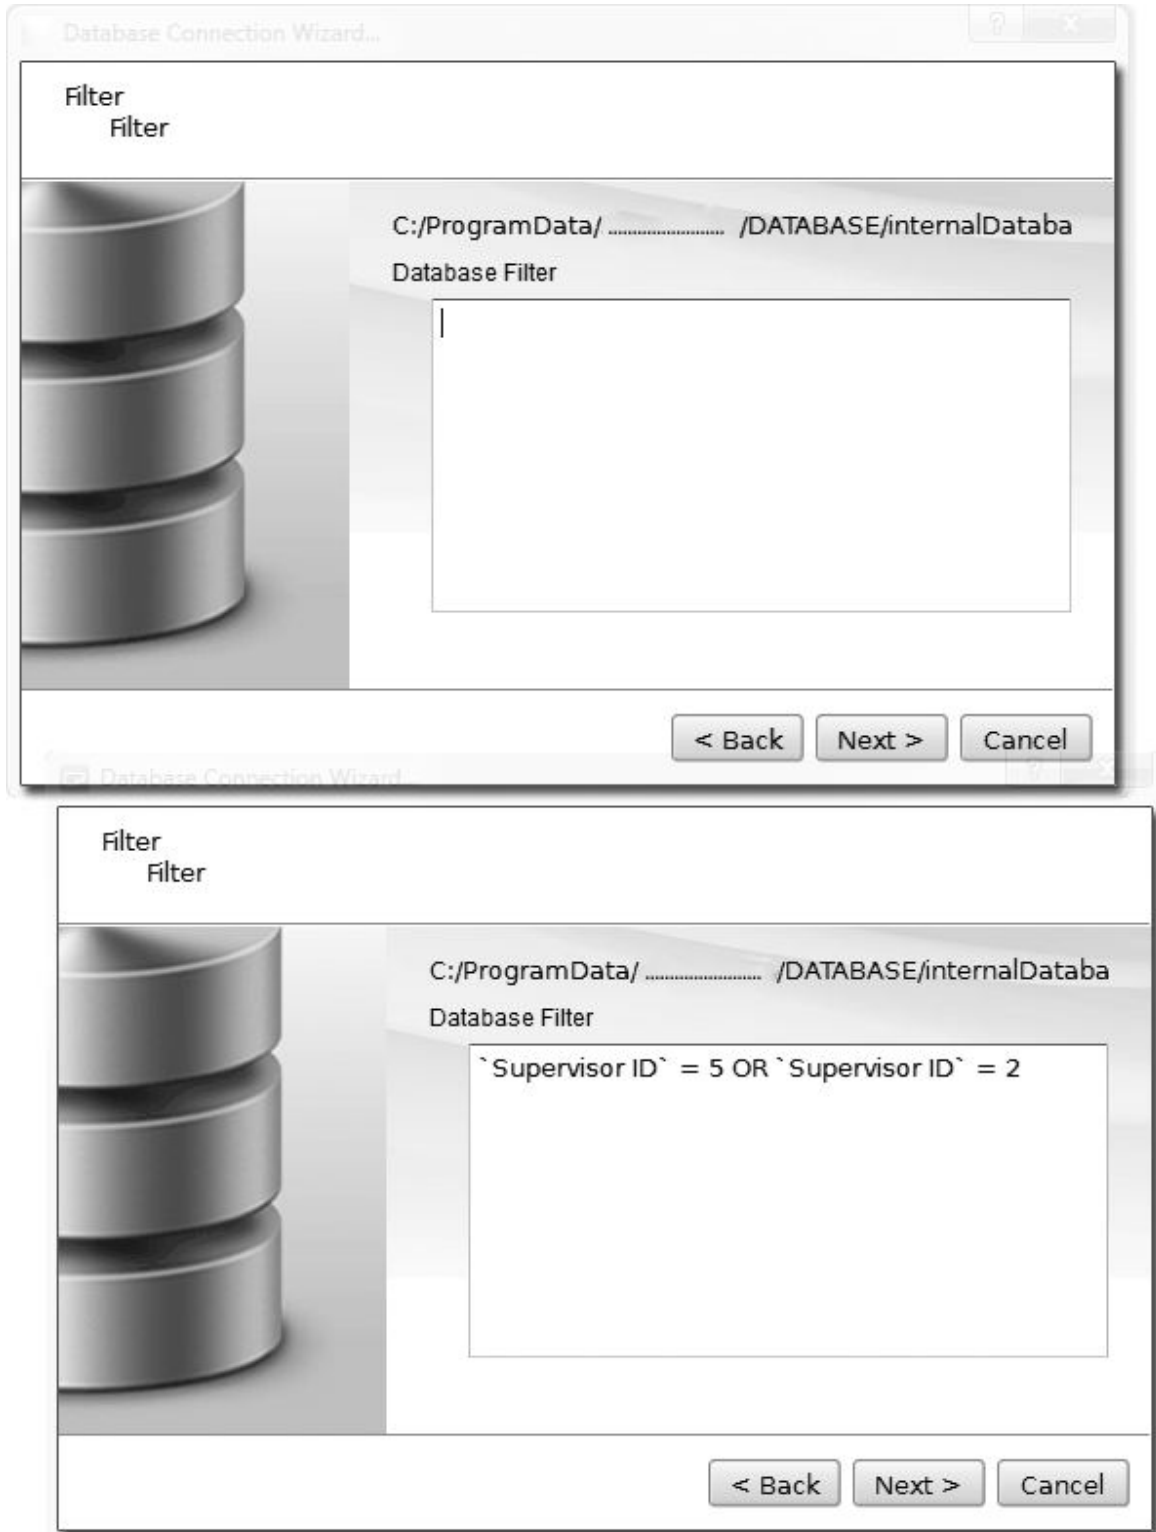 Database Connection Wizard...
Filter
Filter
C:/ProgramData/ ........................ /DATABASE/internalDataba
Database Filter
< Back Next > Cancel
Database Connection Wizard
Filter
Filter
C:/ProgramData/ ........................ /DATABASE/internalDataba
Database Filter
`Supervisor ID` = 5 OR `Supervisor ID` = 2
< Back Next > Cancel